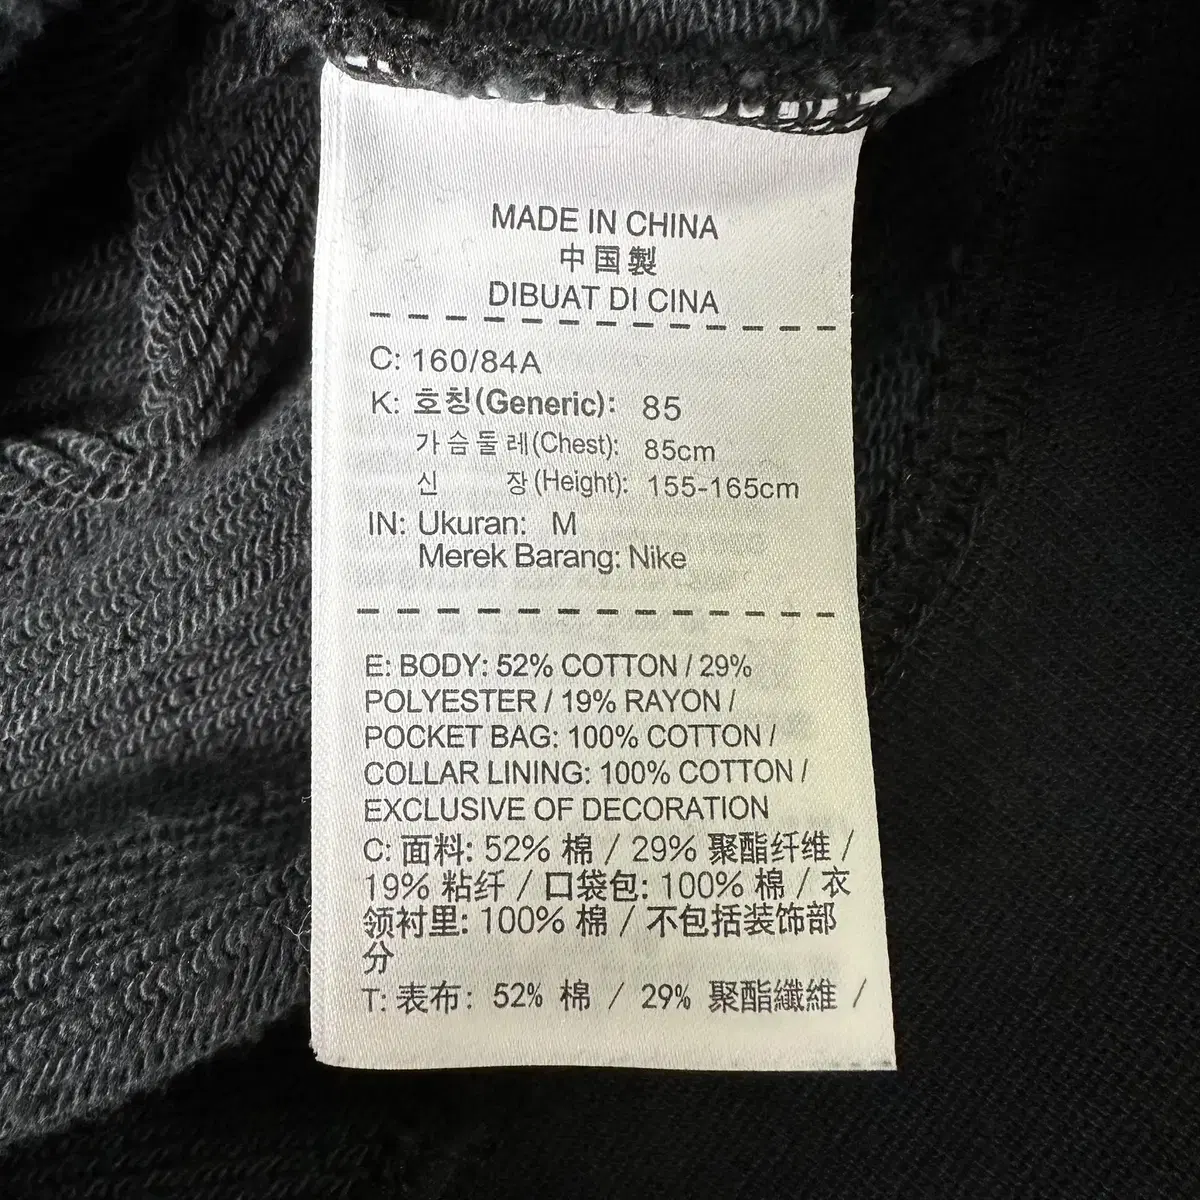 MADE IN CHINA
中国製
DIBUAT DI CINA
C: 160/84A
K: 호칭(Generic): 85
가슴둘레(Chest): 85cm
신 장(Height): 155-165cm
IN: Ukuran: M
Merek Barang: Nike
E: BODY: 52% COTTON / 29%
POLYESTER / 19% RAYON /
POCKET BAG: 100% COTTON /
COLLAR LINING: 100% COTTON /
EXCLUSIVE OF DECORATION
C: 面料: 52% 棉 / 29% 聚酯纤维 /
19% 粘纤 / 口袋包: 100% 棉 / 衣
领衬里: 100% 棉 / 不包括装饰部
分
T: 表布: 52% 棉 / 29% 聚酯纖維 /